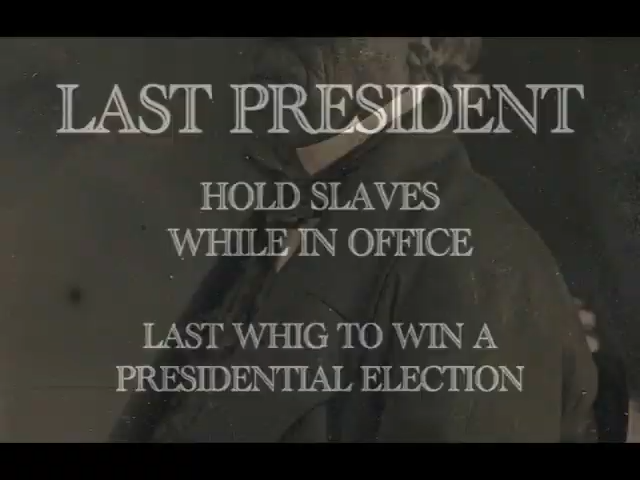 LAST PRESIDENT
HOLD SLAVES
WHILE IN OFFICE
LAST WHIG TO WIN A
PRESIDENTIAL ELECTION